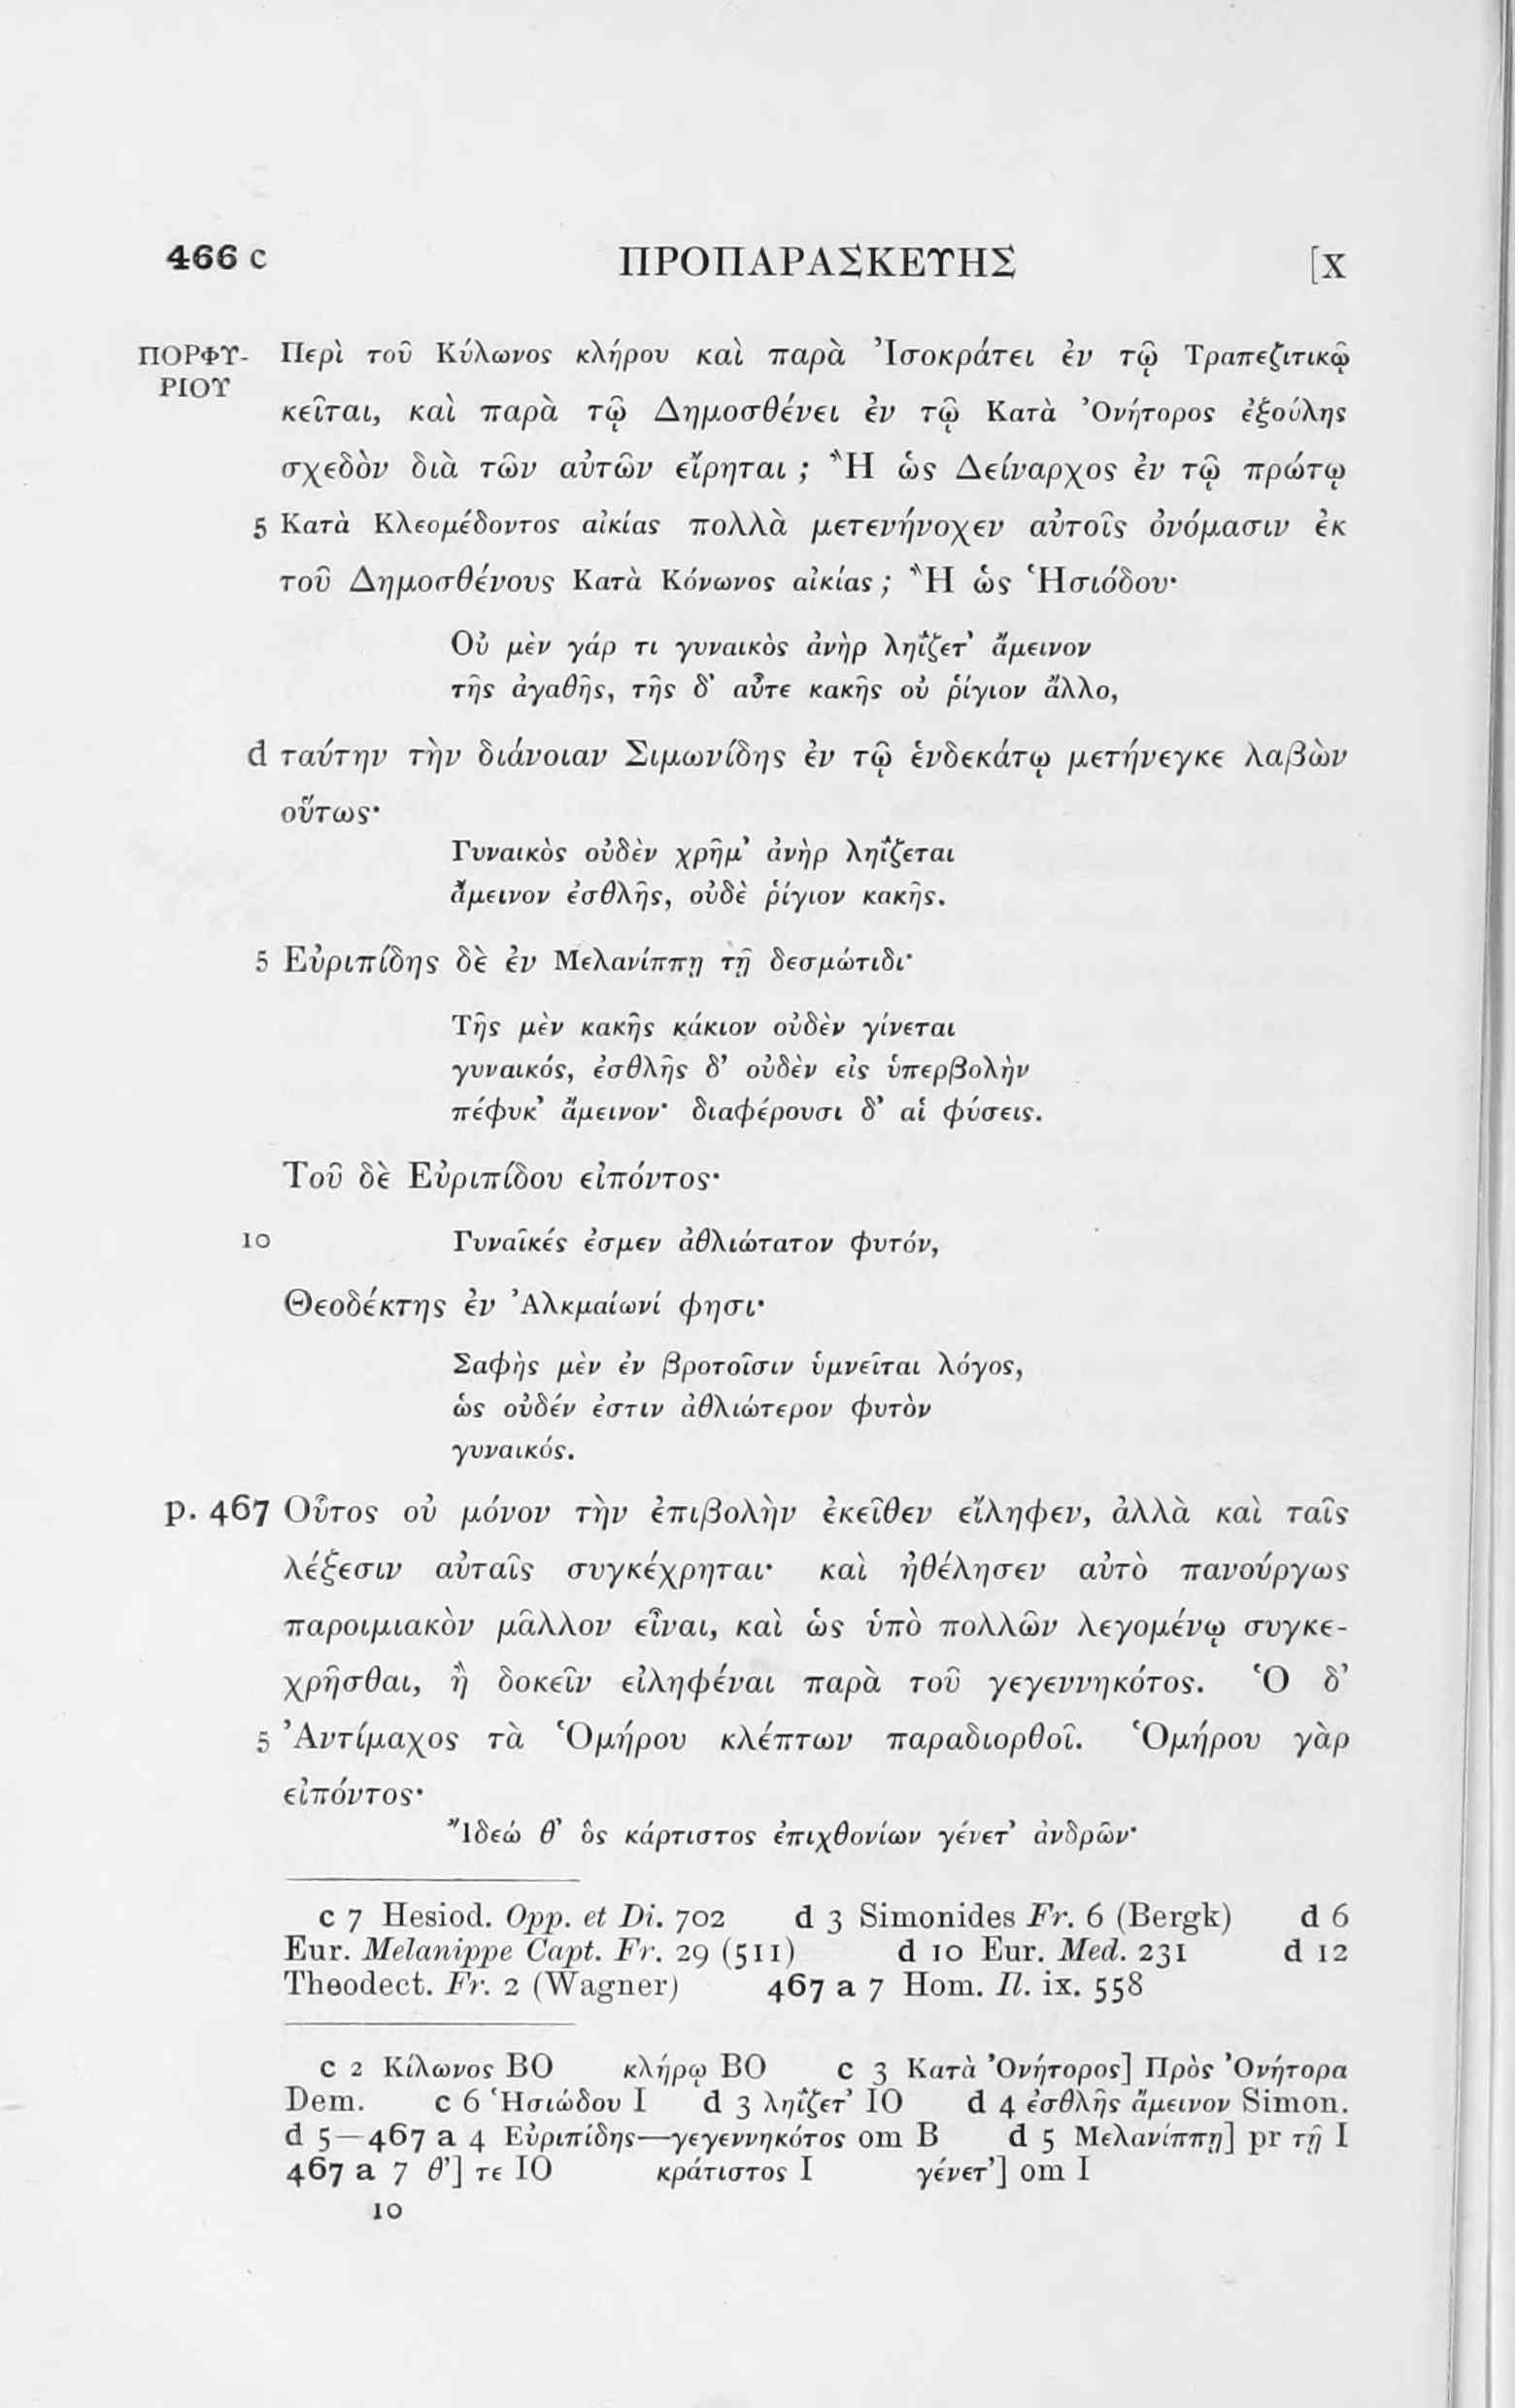 466 c ΠΡΟΠΑΡΑΣΚΕΥΗΣ [X
ΠΟΡΦΥ- Περὶ τοῦ Κύλωνος κλήρου καὶ παρὰ Ἰσοκράτει ἐν τῷ Τραπεζιτικῷ
ΡΙΟΥ
κεῖται, καὶ παρὰ τῷ Δημοσθένει ἐν τῷ Κατὰ Ὀνήτορος ἐξούλης
σχεδὸν διὰ τῶν αὐτῶν εἴρηται ; Ἢ ὡς Δείναρχος ἐν τῷ πρώτῳ
5 Κατὰ Κλεομέδοντος αἰκίας πολλὰ μετενήνοχεν αὐτοῖς ὀνόμασιν ἐκ
τοῦ Δημοσθένους Κατὰ Κόνωνος αἰκίας ; Ἢ ὡς Ἡσιόδου·
Οὐ μὲν γάρ τι γυναικὸς ἀνὴρ ληΐζετ’ ἄμεινον
τῆς ἀγαθῆς, τῆς δ’ αὖτε κακῆς οὐ ῥίγιον ἄλλο,
d ταύτην τὴν διάνοιαν Σιμωνίδης ἐν τῷ ἑνδεκάτῳ μετήνεγκε λαβὼν
οὕτως·
Γυναικὸς οὐδὲν χρῆμ’ ἀνὴρ ληΐζεται
ἄμεινον ἐσθλῆς, οὐδὲ ῥίγιον κακῆς.
5 Εὐριπίδης δὲ ἐν Μελανίππῃ τῇ δεσμώτιδι·
Τῆς μὲν κακῆς κάκιον οὐδὲν γίνεται
γυναικός, ἐσθλῆς δ’ οὐδὲν εἰς ὑπερβολὴν
πέφυκ’ ἄμεινον· διαφέρουσι δ’ αἱ φύσεις.
Τοῦ δὲ Εὐριπίδου εἰπόντος·
10 Γυναῖκές ἐσμεν ἀθλιώτατον φυτόν,
Θεοδέκτης ἐν Ἀλκμαίωνί φησι·
Σαφὴς μὲν ἐν βροτοῖσιν ὑμνεῖται λόγος,
ὡς οὐδέν ἐστιν ἀθλιώτερον φυτὸν
γυναικός.
p. 467 Οὗτος οὐ μόνον τὴν ἐπιβολὴν ἐκεῖθεν εἴληφεν, ἀλλὰ καὶ ταῖς
λέξεσιν αὐταῖς συγκέχρηται· καὶ ἠθέλησεν αὐτὸ πανούργως
παροιμιακὸν μᾶλλον εἶναι, καὶ ὡς ὑπὸ πολλῶν λεγομένῳ συγκε-
χρῆσθαι, ἢ δοκεῖν εἰληφέναι παρὰ τοῦ γεγεννηκότος. Ὁ δ’
5 Ἀντίμαχος τὰ Ὁμήρου κλέπτων παραδιορθοῖ. Ὁμήρου γὰρ
εἰπόντος·
Ἴδεώ θ’ ὃς κάρτιστος ἐπιχθονίων γένετ’ ἀνδρῶν·
c 7 Hesiod. Opp. et Di. 702 d 3 Simonides Fr. 6 (Bergk) d 6
Eur. Melanippe Capt. Fr. 29 (511) d 10 Eur. Med. 231 d 12
Theodect. Fr. 2 (Wagner) 467 a 7 Hom. Il. ix. 558
c 2 Κίλωνος BO κλήρῳ BO c 3 Κατὰ Ὀνήτορος] Πρὸς Ὀνήτορα
Dem. c 6 Ἡσιώδου I d 3 ληΐζετ’ IO d 4 ἐσθλῆς ἄμεινον Simon.
d 5—467 a 4 Εὐριπίδης—γεγεννηκότος om B d 5 Μελανίππῃ] pr τῇ I
467 a 7 θ’] τε IO κράτιστος I γένετ’] om I
10